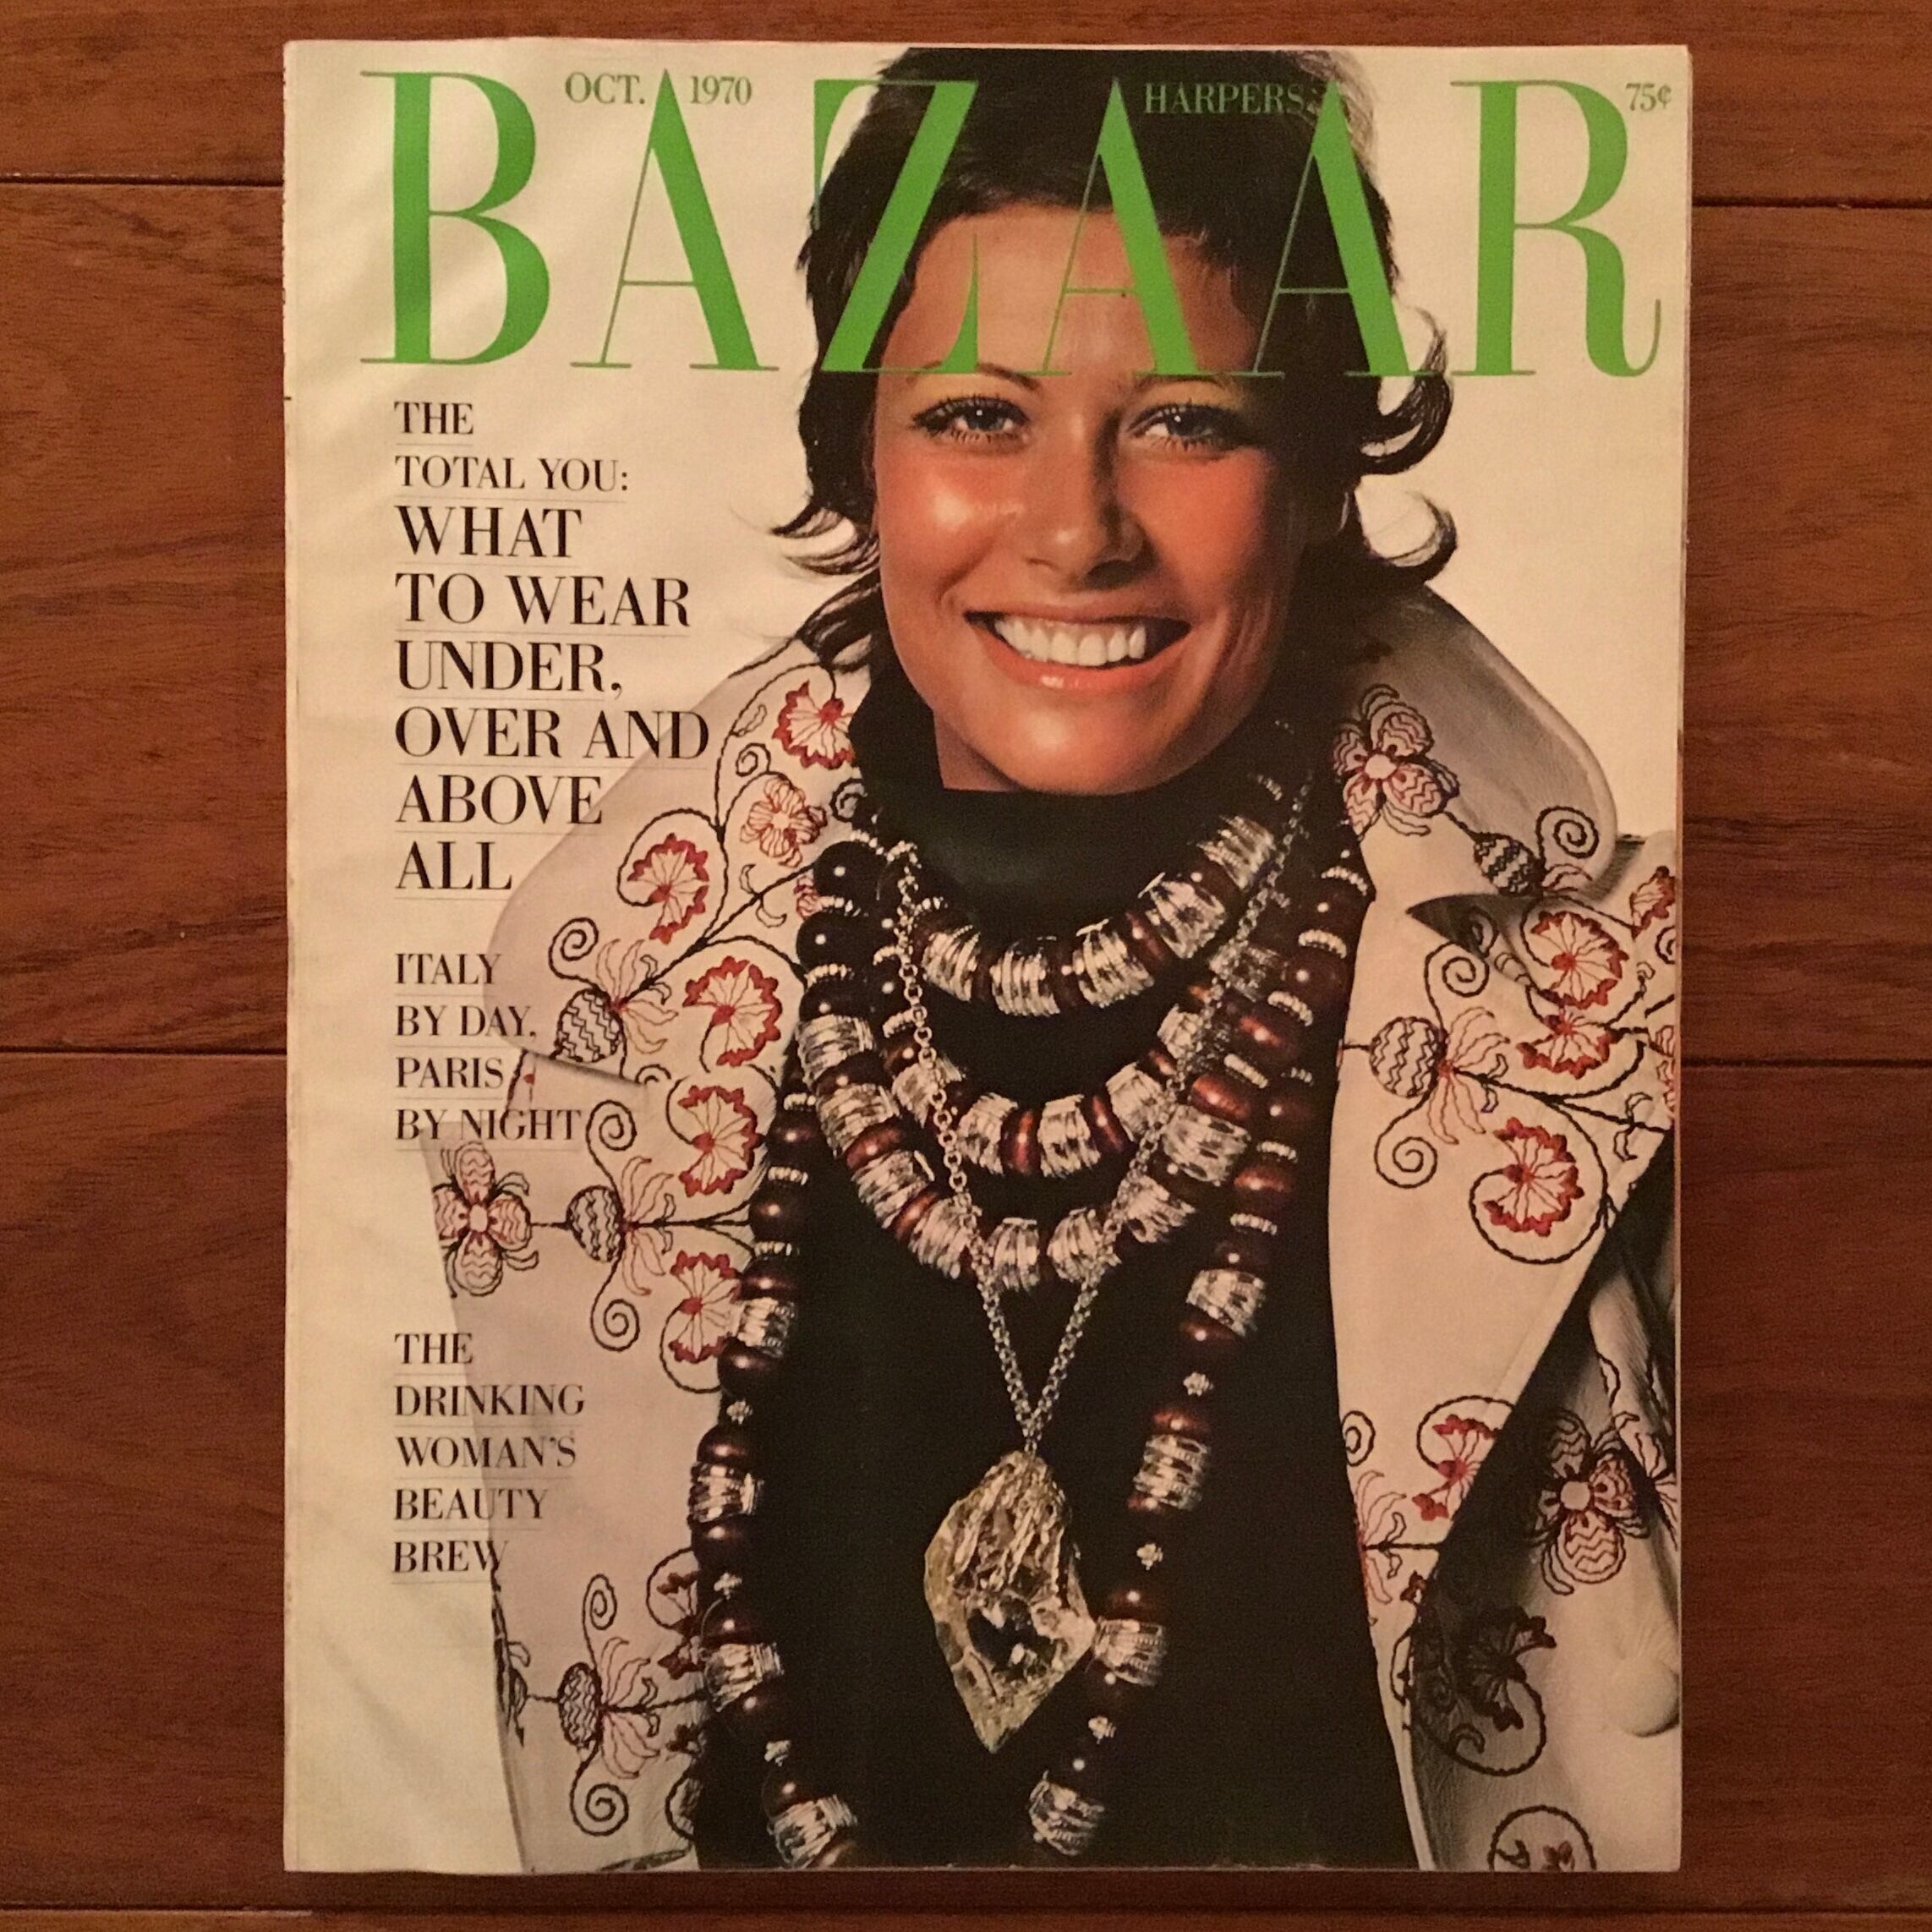 OCT. 1970 HARPERS 75¢
BAZAAR
THE
TOTAL YOU:
WHAT
TO WEAR
UNDER,
OVER AND
ABOVE
ALL
ITALY
BY DAY,
PARIS
BY NIGHT
THE
DRINKING
WOMAN'S
BEAUTY
BREW